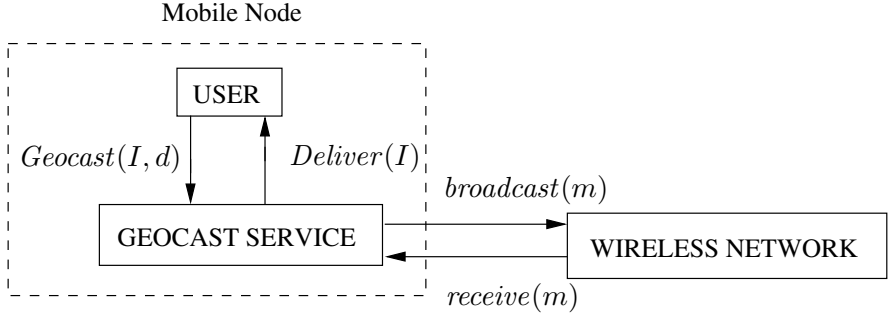 Mobile Node
USER
Geocast(I, d)
Deliver(I)
broadcast(m)
GEOCAST SERVICE
WIRELESS NETWORK
receive(m)